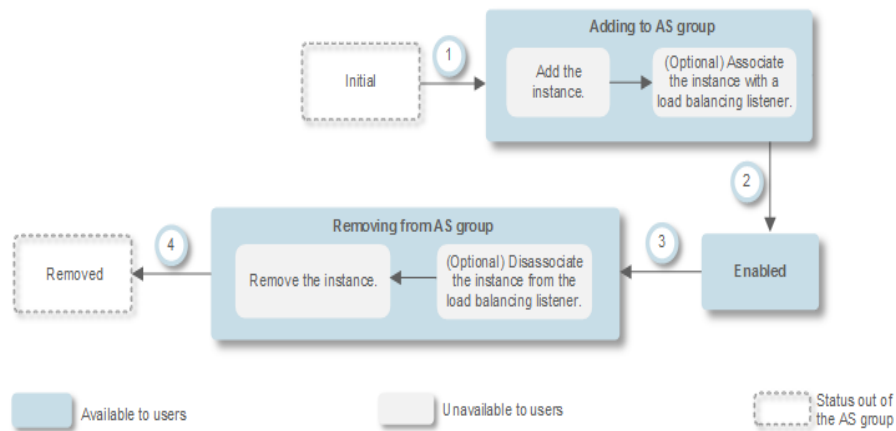 Initial
1
Adding to AS group
Add the
instance.
(Optional) Associate
the instance with a
load balancing listener.
2
Enabled
3
Removing from AS group
(Optional) Disassociate
the instance from the
load balancing listener.
Remove the instance.
4
Removed
Available to users
Unavailable to users
Status out of
the AS group